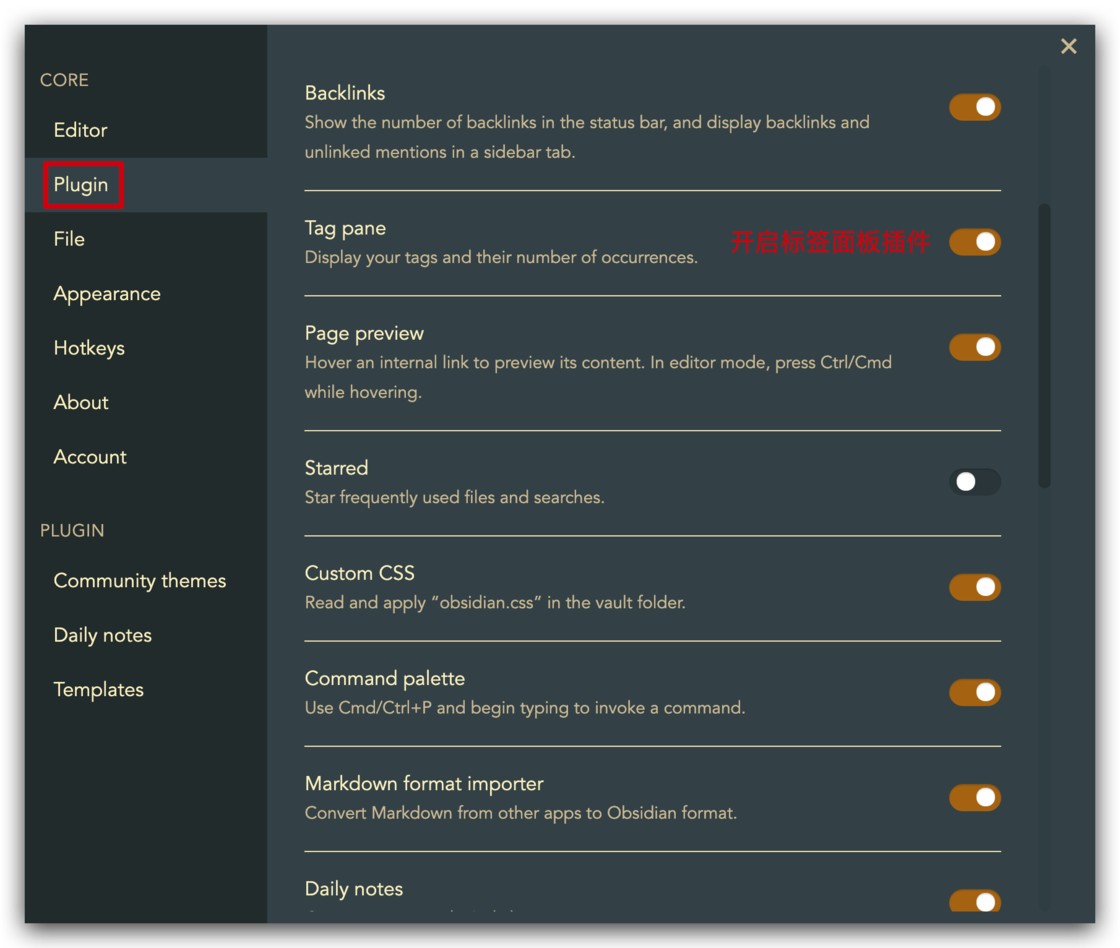 CORE
Editor
Plugin
File
Appearance
Hotkeys
About
Account
PLUGIN
Community themes
Daily notes
Templates
Backlinks
Show the number of backlinks in the status bar, and display backlinks and
unlinked mentions in a sidebar tab.
Tag pane
Display your tags and their number of occurrences.
开启标签面板插件
Page preview
Hover an internal link to preview its content. In editor mode, press Ctrl/Cmd
while hovering.
Starred
Star frequently used files and searches.
Custom CSS
Read and apply “obsidian.css” in the vault folder.
Command palette
Use Cmd/Ctrl+P and begin typing to invoke a command.
Markdown format importer
Convert Markdown from other apps to Obsidian format.
Daily notes